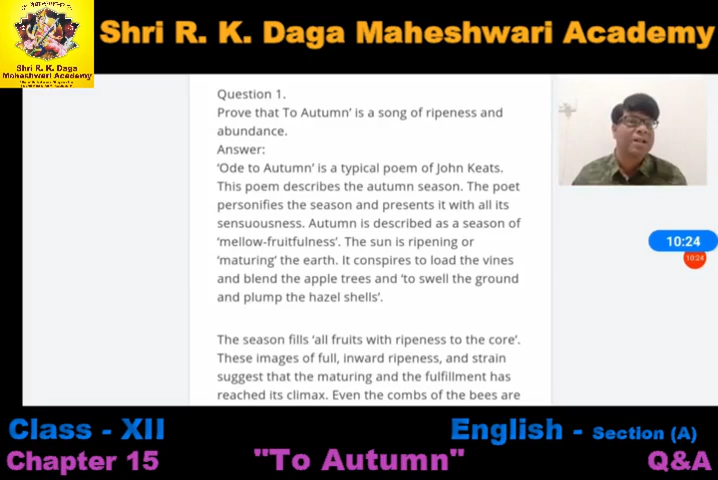 Shri R. K. Daga Maheshwari Academy
Shri R. K. Daga
Maheshwari Academy
Question 1.
Prove that To Autumn' is a song of ripeness and
abundance.
Answer:
'Ode to Autumn' is a typical poem of John Keats.
This poem describes the autumn season. The poet
personifies the season and presents it with all its
sensuousness. Autumn is described as a season of
'mellow-fruitfulness'. The sun is ripening or
'maturing' the earth. It conspires to load the vines
and blend the apple trees and 'to swell the ground
and plump the hazel shells'.
The season fills 'all fruits with ripeness to the core'.
These images of full, inward ripeness, and strain
suggest that the maturing and the fulfillment has
reached its climax. Even the combs of the bees are
10:24
10:24
Class - XII
English - Section (A)
Chapter 15
"To Autumn"
Q&A